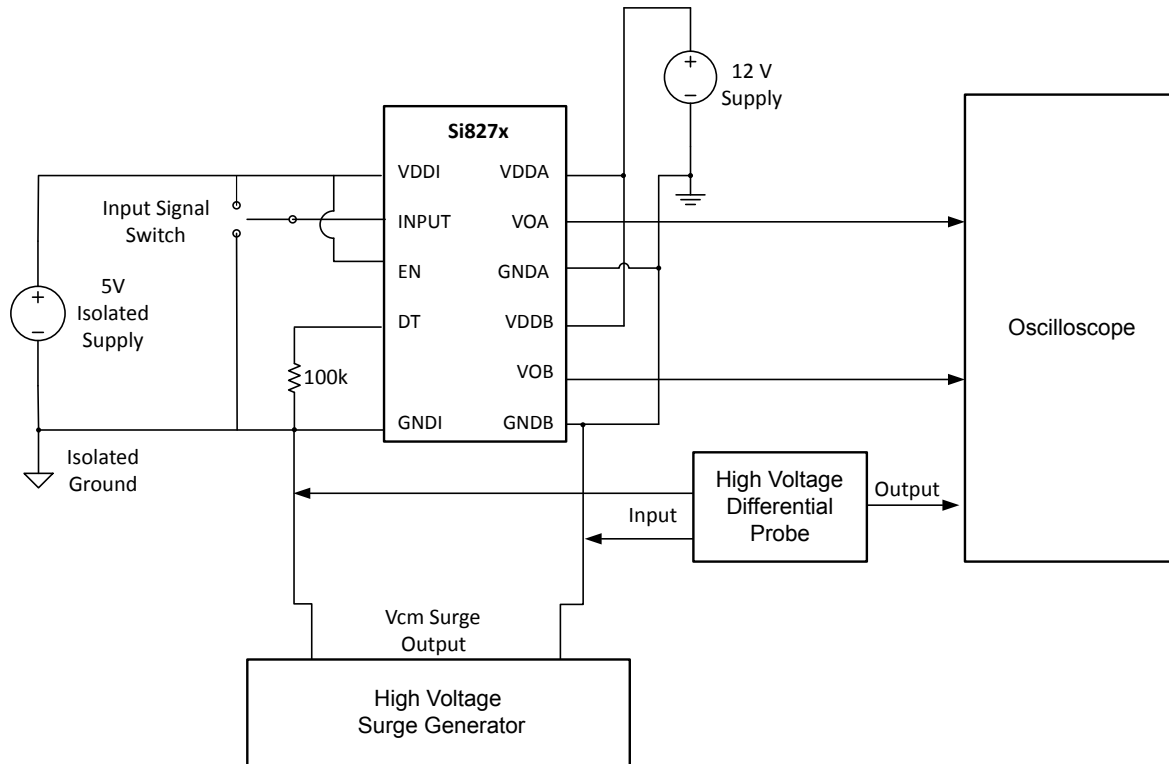 12 V
Supply
Si827x
VDDI
VDDA
Input Signal
Switch
INPUT
VOA
EN
GNDA
5V
Isolated
Supply
+
−
+
−
DT
VDDB
Oscilloscope
100k
VOB
GNDI
GNDB
Isolated
Ground
High Voltage
Differential
Probe
Output
Input
Vcm Surge
Output
High Voltage
Surge Generator